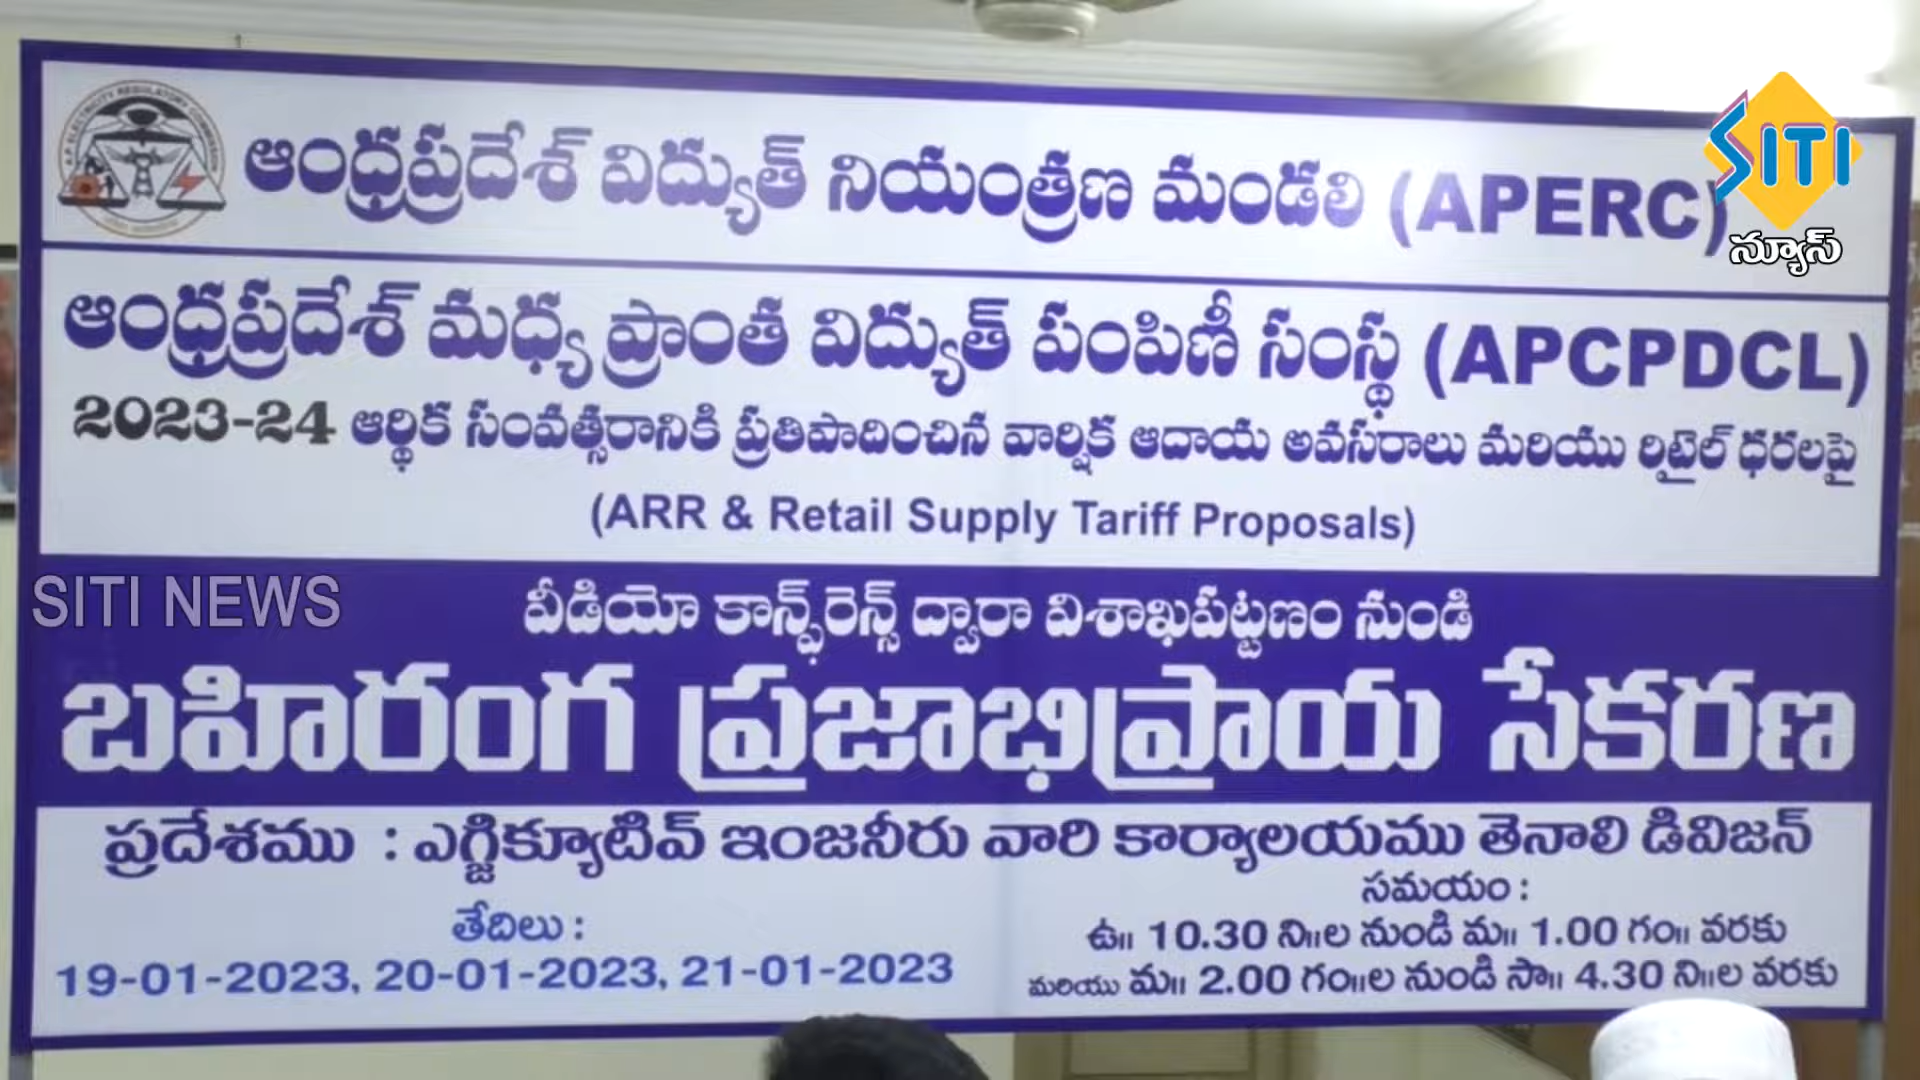 ఆంధ్రప్రదేశ్ విద్యుత్ నియంత్రణ మండలి (APERC)
SITI
న్యూస్
ఆంధ్రప్రదేశ్ మధ్య ప్రాంత విద్యుత్ పంపిణీ సంస్థ (APCPDCL)
2023-24 ఆర్థిక సంవత్సరానికి ప్రతిపాదించిన వార్షిక ఆదాయ అవసరాలు మరియు రిటైల్ ధరలపై
(ARR & Retail Supply Tariff Proposals)
SITI NEWS
వీడియో కాన్ఫరెన్స్ ద్వారా విశాఖపట్టణం నుండి
బహిరంగ ప్రజాభిప్రాయ సేకరణ
ప్రదేశము : ఎగ్జిక్యూటివ్ ఇంజనీరు వారి కార్యాలయము తెనాలి డివిజన్
తేదిలు :
19-01-2023, 20-01-2023, 21-01-2023
సమయం :
ఉ॥ 10.30 ని॥ల నుండి మ॥ 1.00 గం॥ వరకు
మరియు మ॥ 2.00 గం॥ల నుండి సా॥ 4.30 ని॥ల వరకు